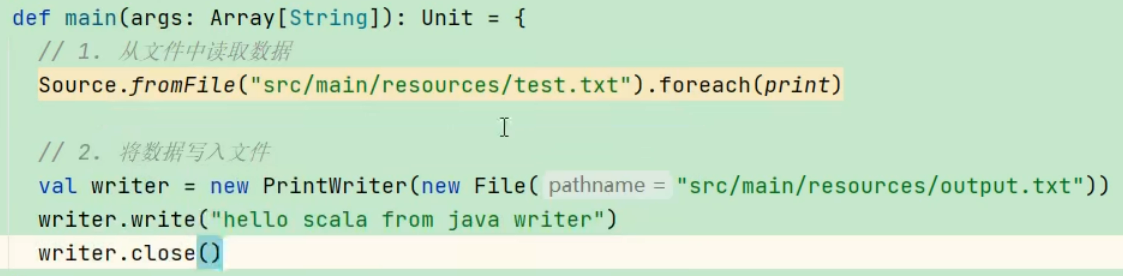 def main(args: Array[String]): Unit = {
// 1. 从文件中读取数据
Source.fromFile("src/main/resources/test.txt").foreach(print)
// 2. 将数据写入文件
val writer = new PrintWriter(new File( pathname = "src/main/resources/output.txt"))
writer.write("hello scala from java writer")
writer.close()